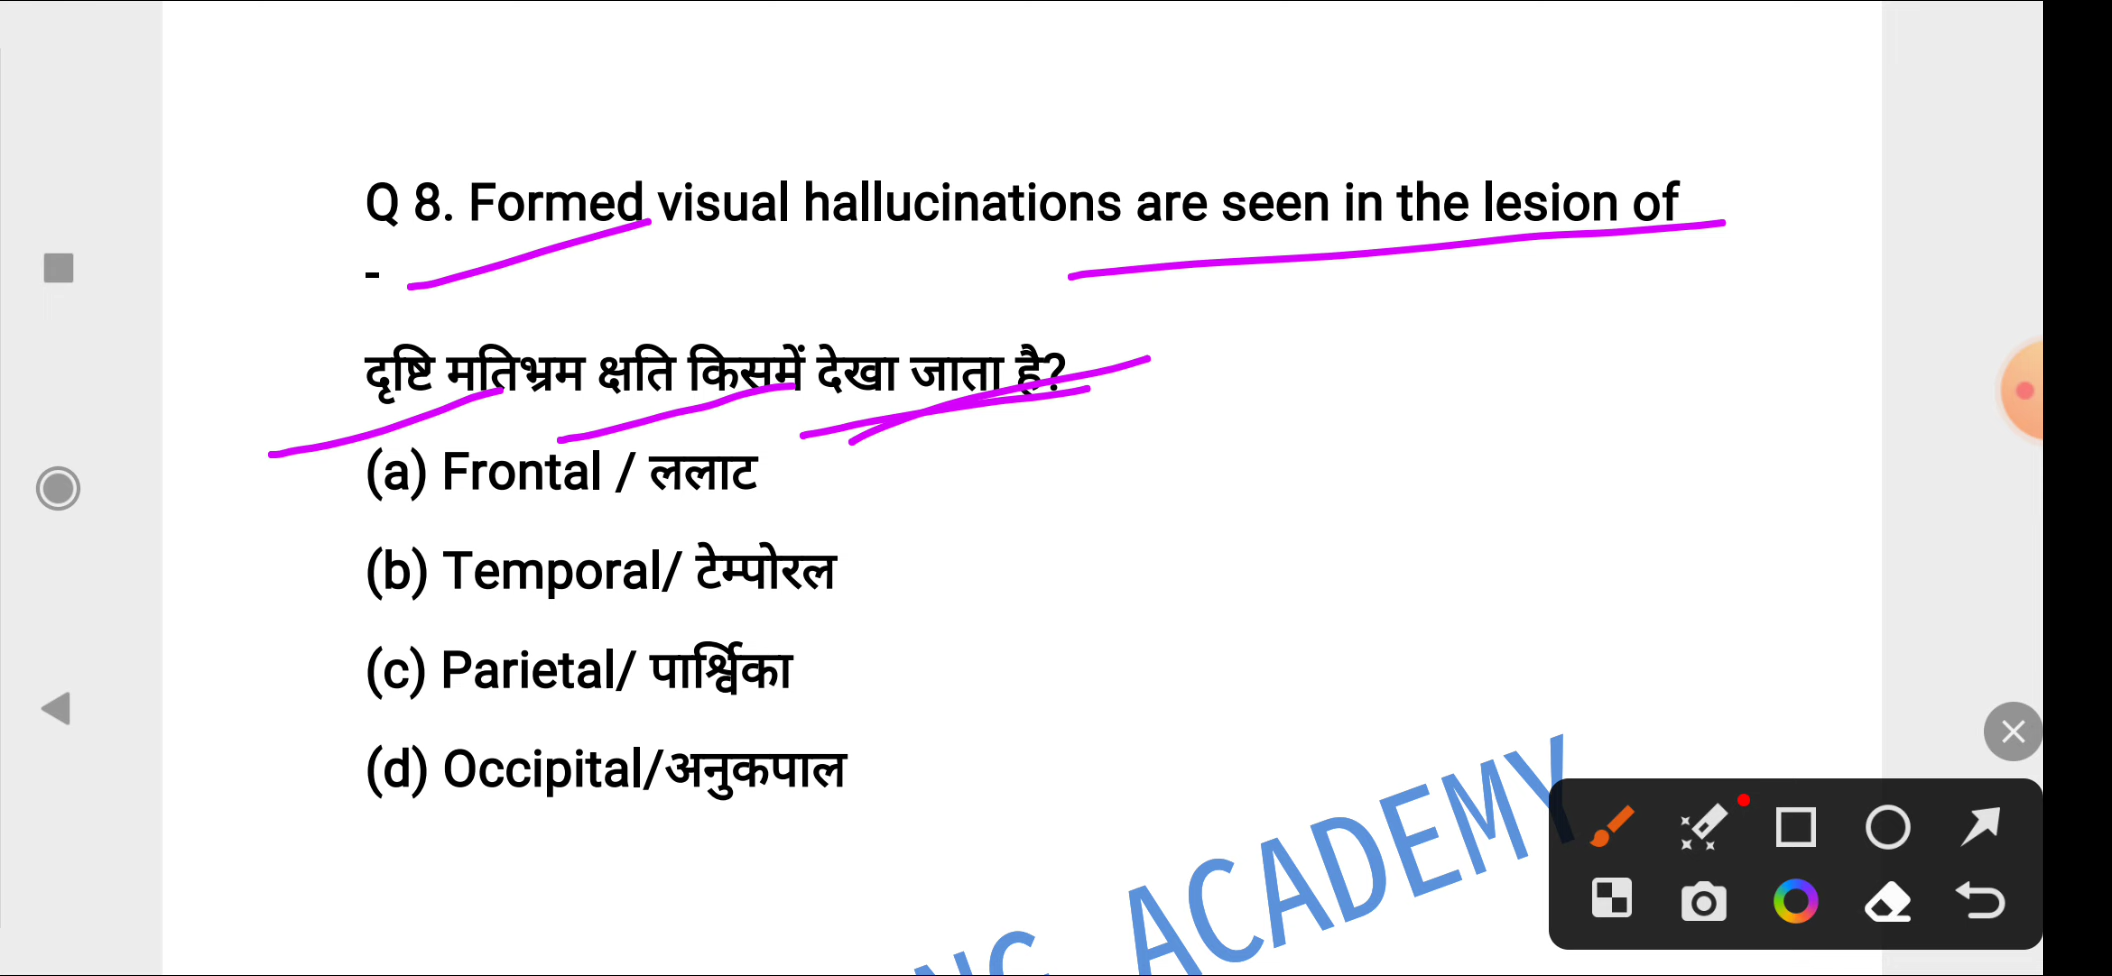 Q 8. Formed visual hallucinations are seen in the lesion of
-
दृष्टि मतिभ्रम क्षति किसमें देखा जाता है?
(a) Frontal / ललाट
(b) Temporal/ टेम्पोरल
(c) Parietal/ पार्श्विका
(d) Occipital/अनुकपाल
ACADEMY